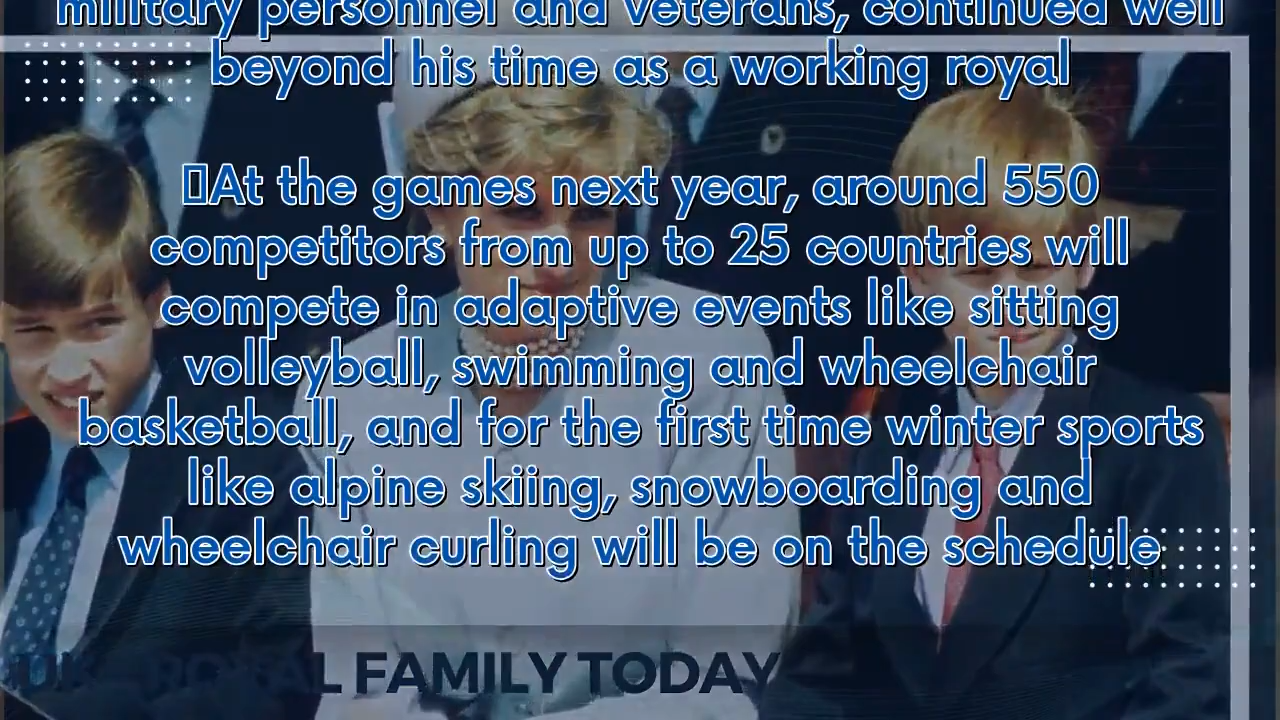 military personnel and veterans, continued well
beyond his time as a working royal
▯At the games next year, around 550
competitors from up to 25 countries will
compete in adaptive events like sitting
volleyball, swimming and wheelchair
basketball, and for the first time winter sports
like alpine skiing, snowboarding and
wheelchair curling will be on the schedule
UK ROYAL FAMILY TODAY